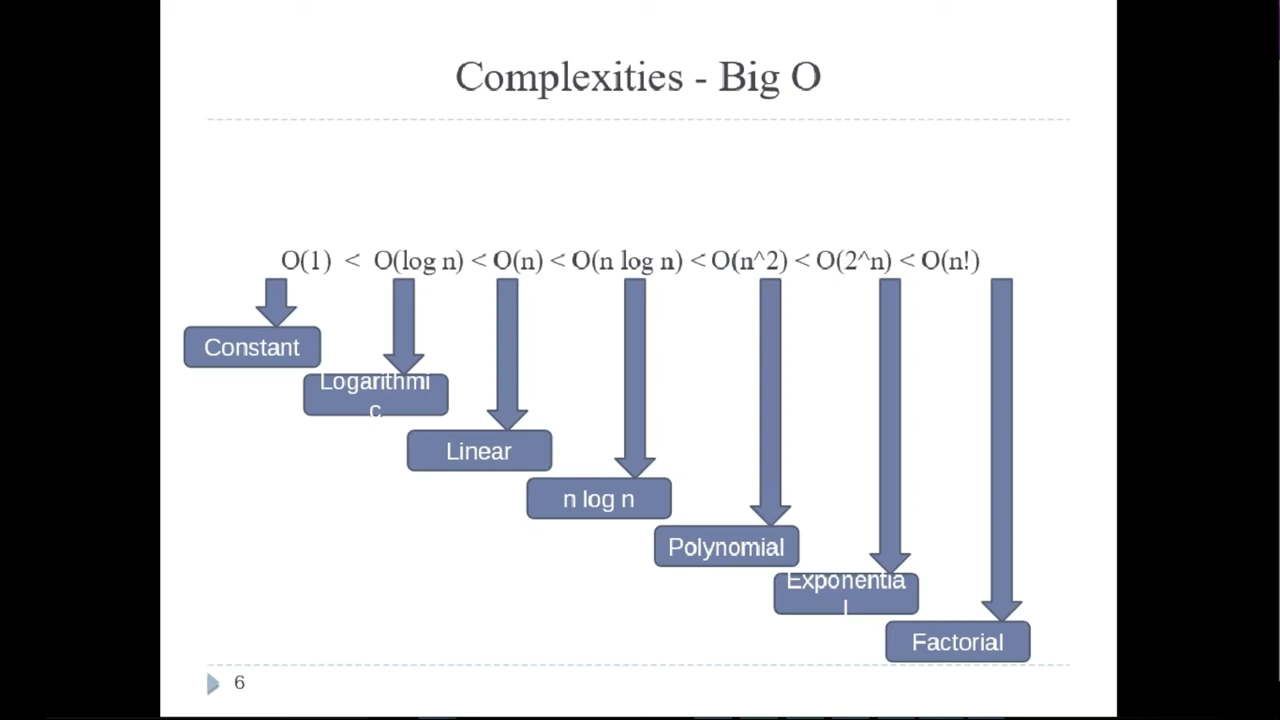 Complexities - Big O
O(1) < O(log n) < O(n) < O(n log n) < O(n^2) < O(2^n) < O(n!)
Constant
Logarithmi
c
Linear
n log n
Polynomial
Exponentia
l
Factorial
6